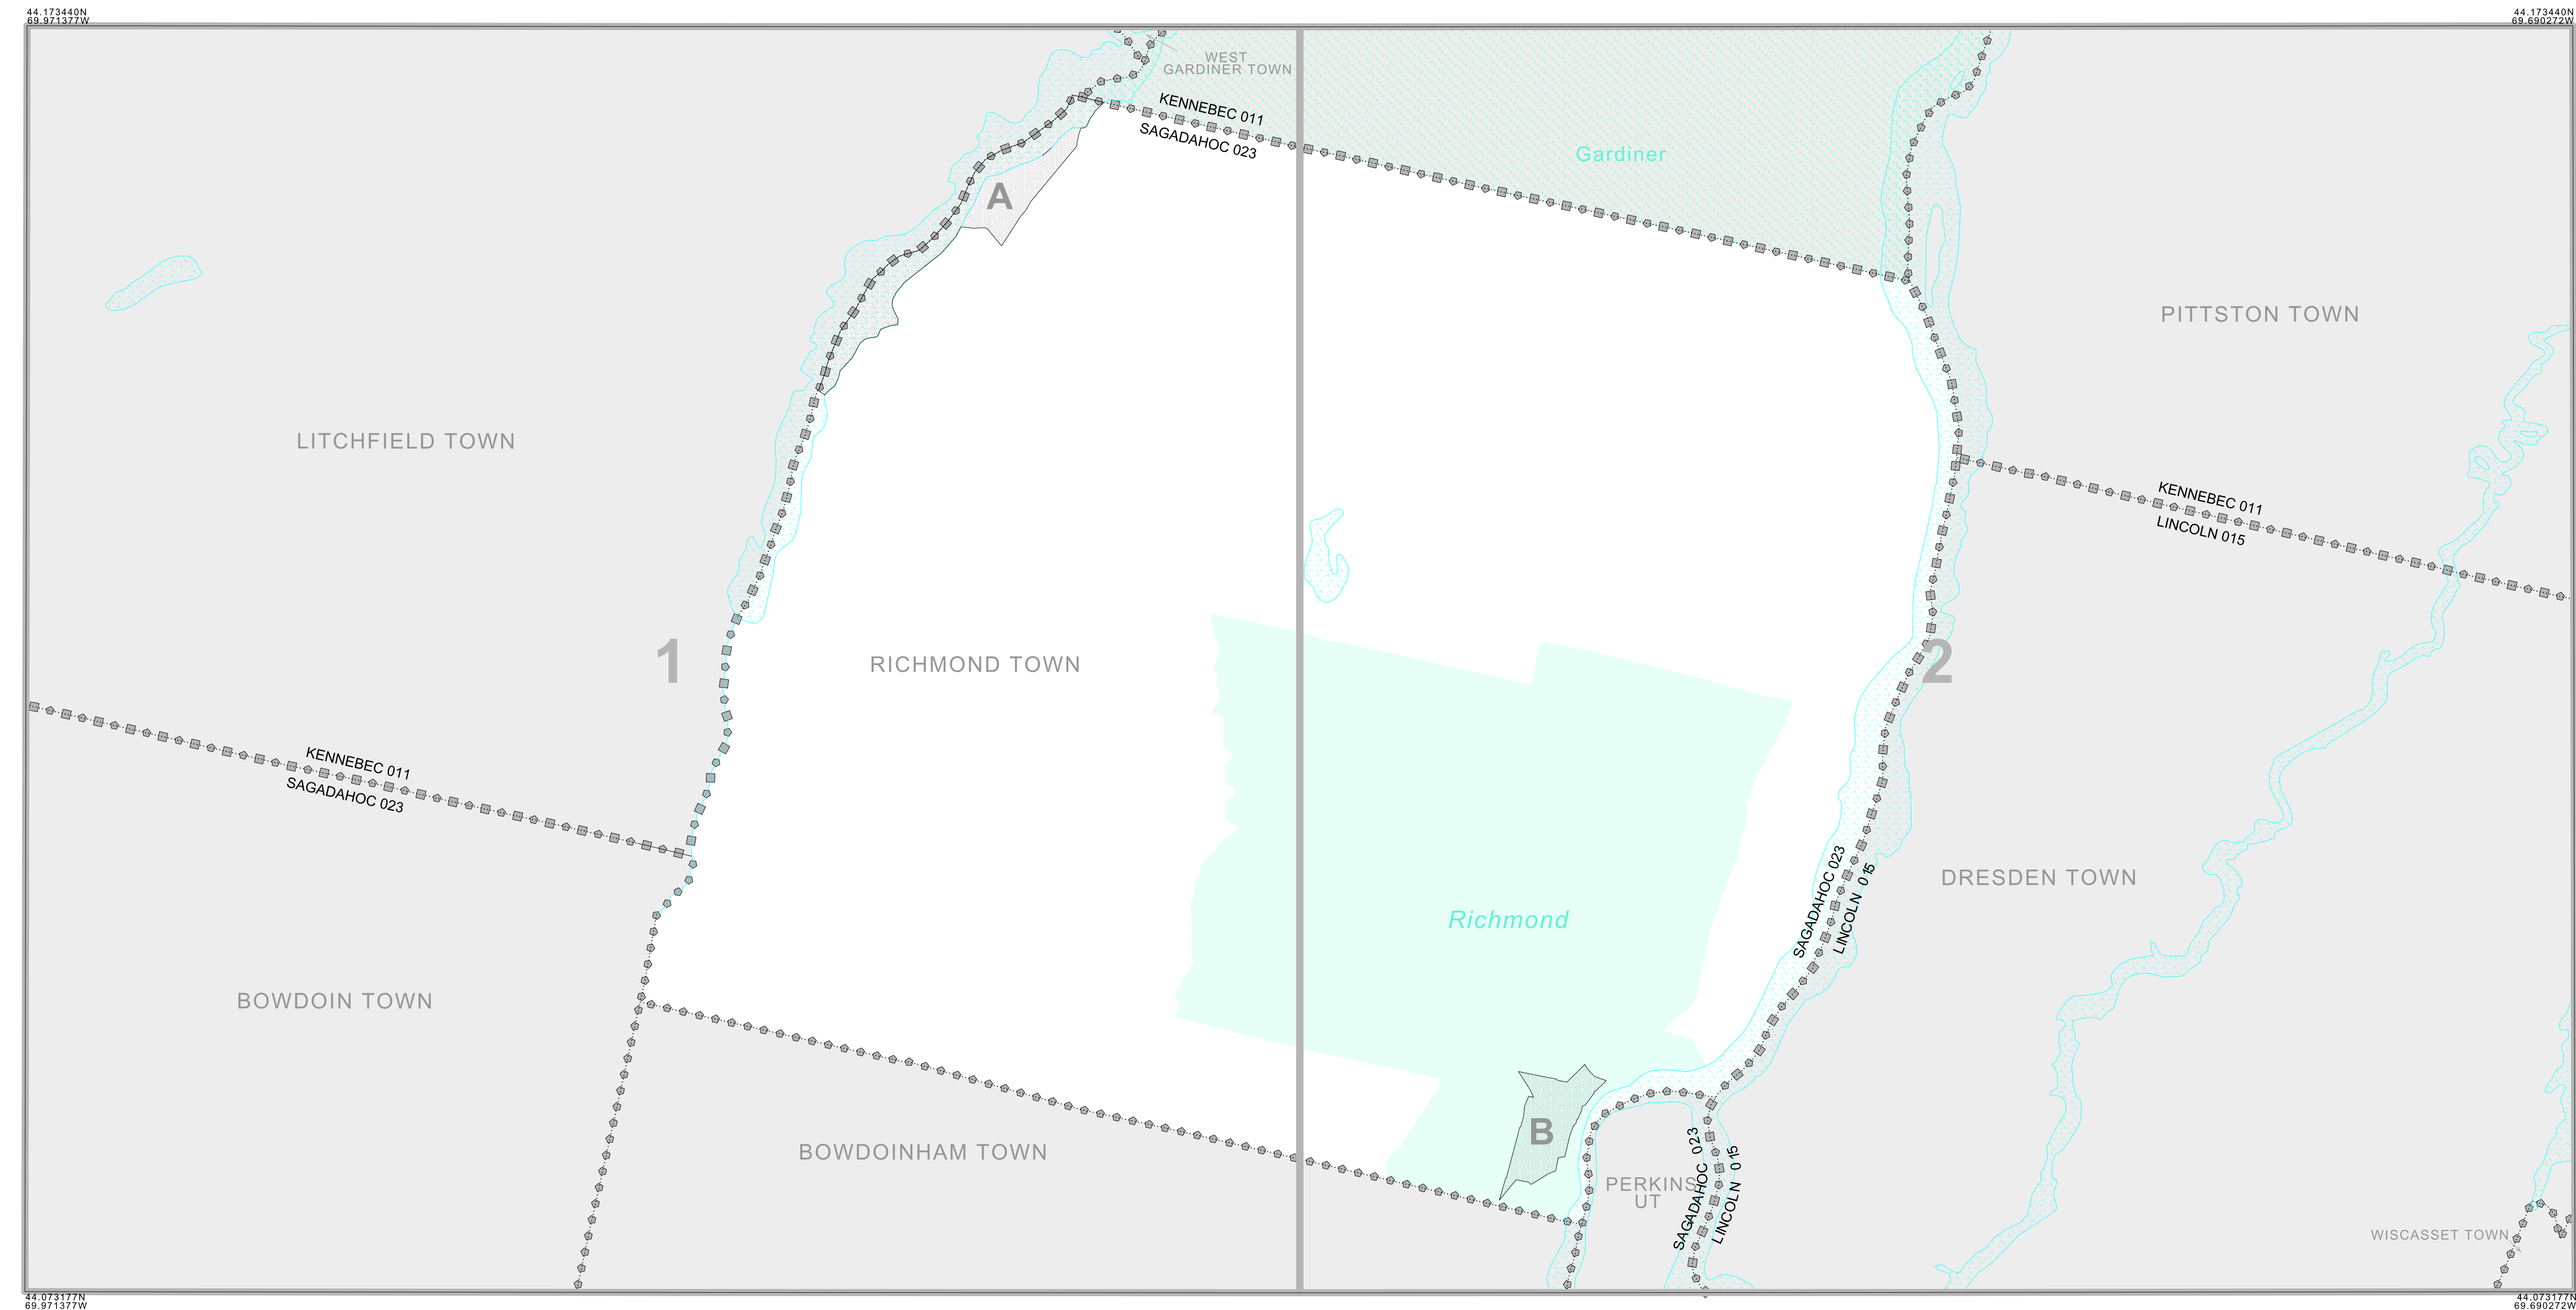 44.173440N
69.971377W
44.173440N
69.690272W
WEST
GARDINER TOWN
KENNEBEC 011
SAGADAHOC 023
Gardiner
A
PITTSTON TOWN
LITCHFIELD TOWN
KENNEBEC 011
LINCOLN 015
1
RICHMOND TOWN
2
KENNEBEC 011
SAGADAHOC 023
SAGADAHOC 023
LINCOLN 015
DRESDEN TOWN
Richmond
BOWDOIN TOWN
B
BOWDOINHAM TOWN
PERKINS
UT
SAGADAHOC 023
LINCOLN 015
WISCASSET TOWN
44.073177N
69.971377W
44.073177N
69.690272W